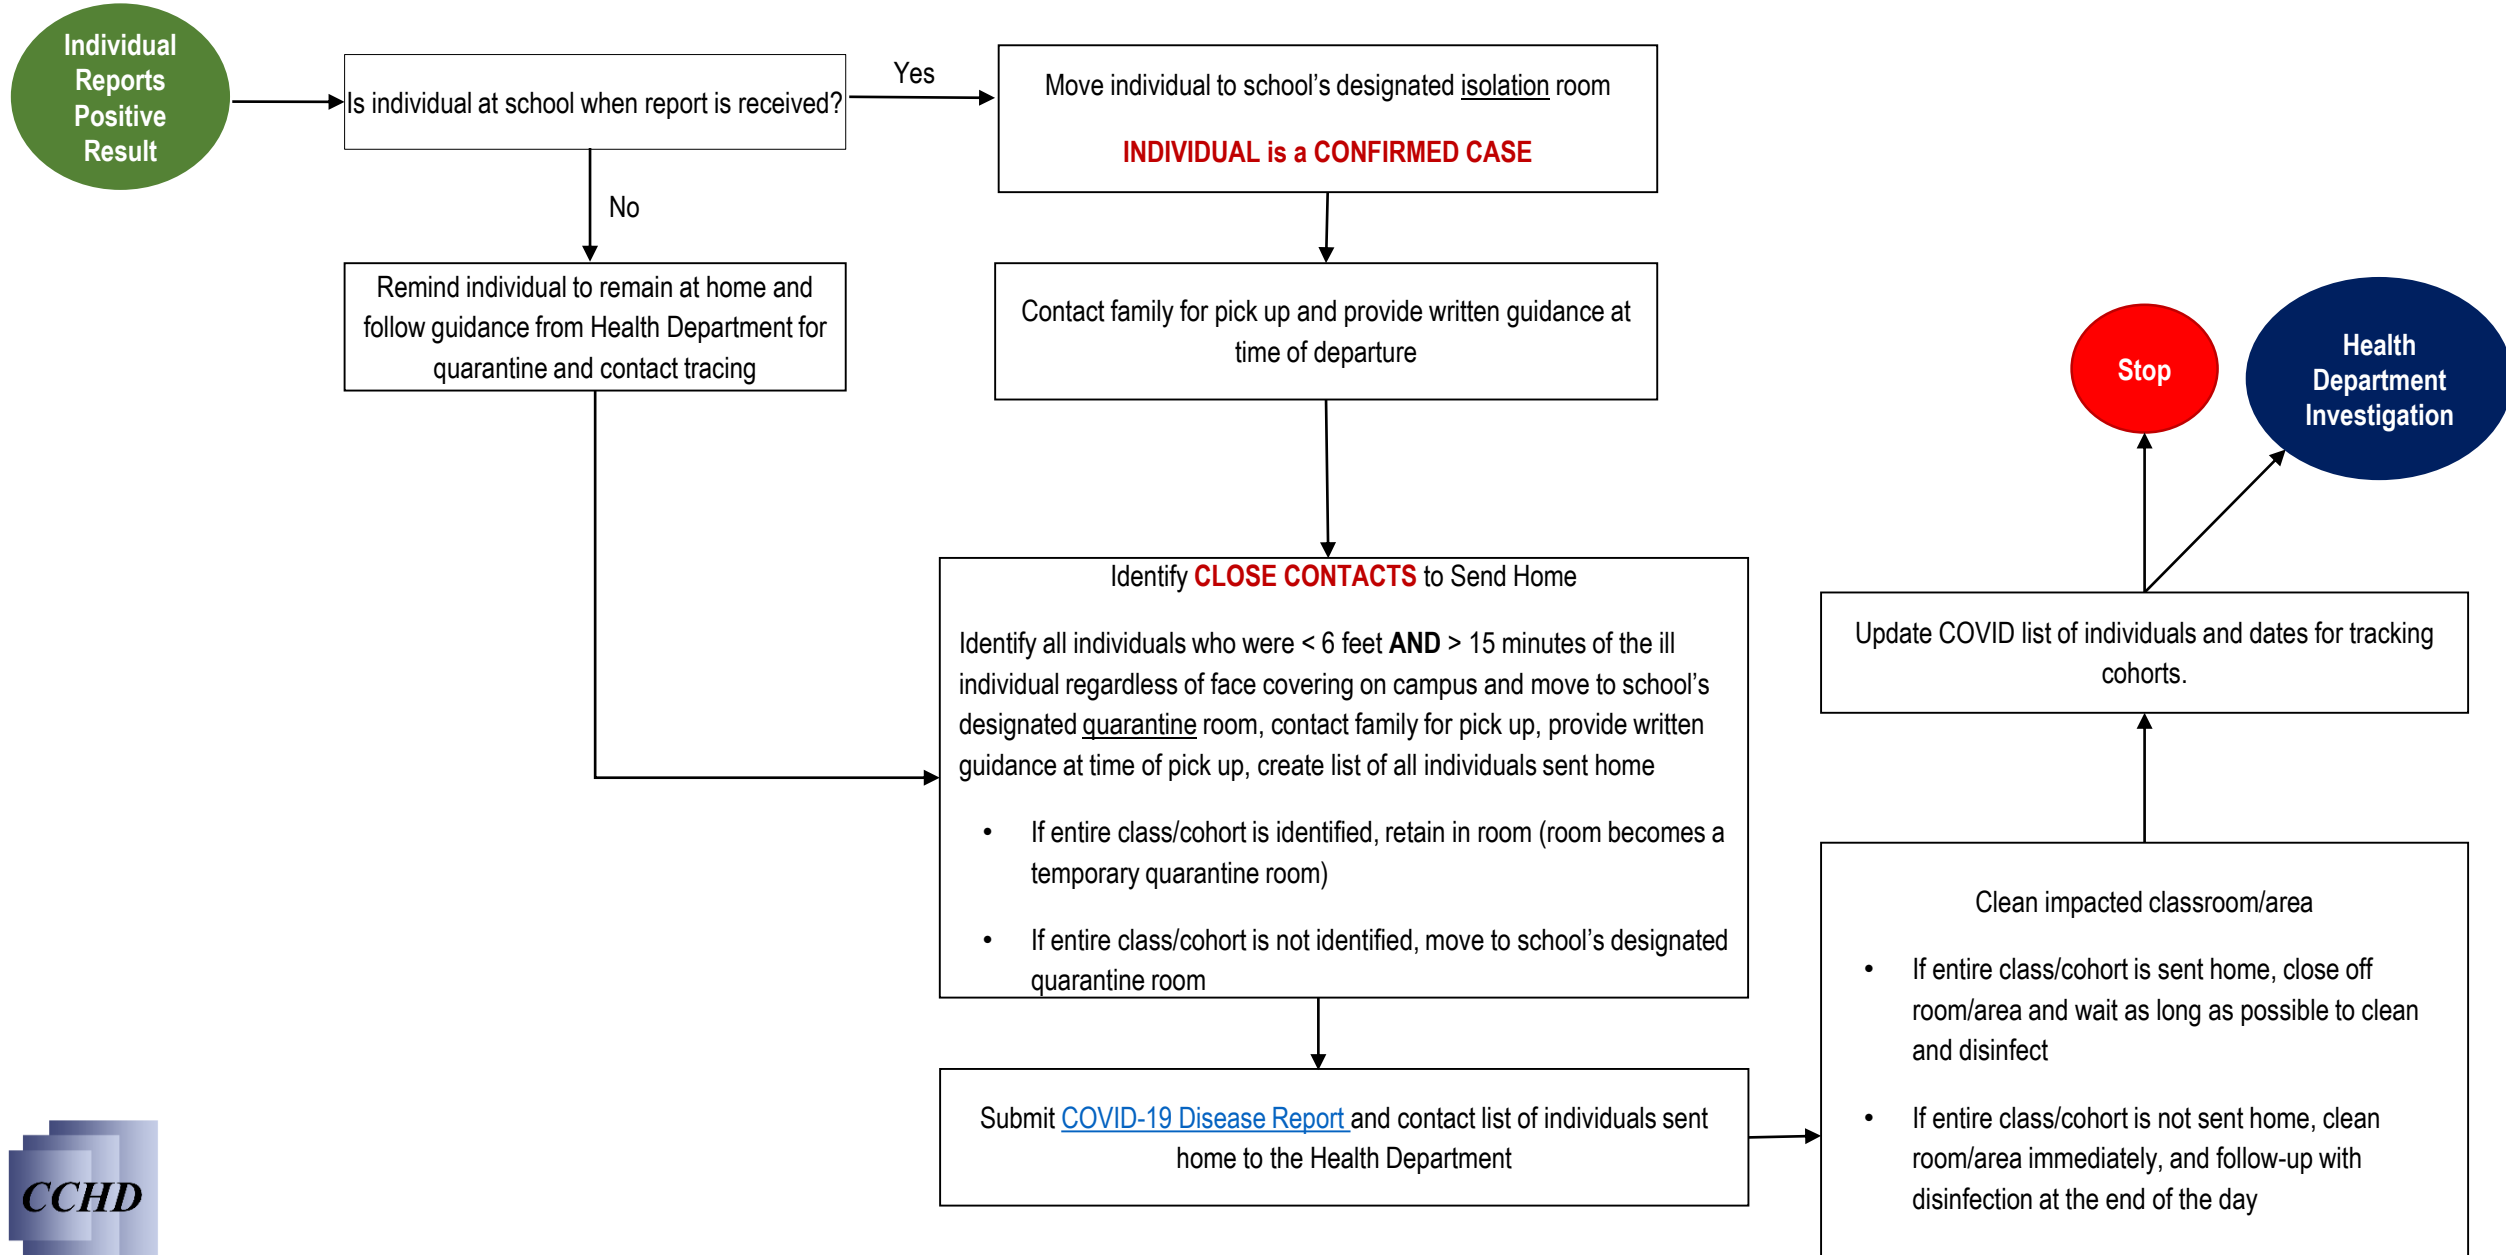 Individual
Reports
Positive
Result
Is individual at school when report is received?
Yes
Move individual to school’s designated isolation room
INDIVIDUAL is a CONFIRMED CASE
No
Remind individual to remain at home and
follow guidance from Health Department for
quarantine and contact tracing
Contact family for pick up and provide written guidance at
time of departure
Identify CLOSE CONTACTS to Send Home
Identify all individuals who were < 6 feet AND > 15 minutes of the ill
individual regardless of face covering on campus and move to school’s
designated quarantine room, contact family for pick up, provide written
guidance at time of pick up, create list of all individuals sent home
• If entire class/cohort is identified, retain in room (room becomes a
temporary quarantine room)
• If entire class/cohort is not identified, move to school’s designated
quarantine room
Submit COVID-19 Disease Report and contact list of individuals sent
home to the Health Department
Clean impacted classroom/area
• If entire class/cohort is sent home, close off
room/area and wait as long as possible to clean
and disinfect
• If entire class/cohort is not sent home, clean
room/area immediately, and follow-up with
disinfection at the end of the day
Update COVID list of individuals and dates for tracking
cohorts.
Stop
Health
Department
Investigation
CCHD